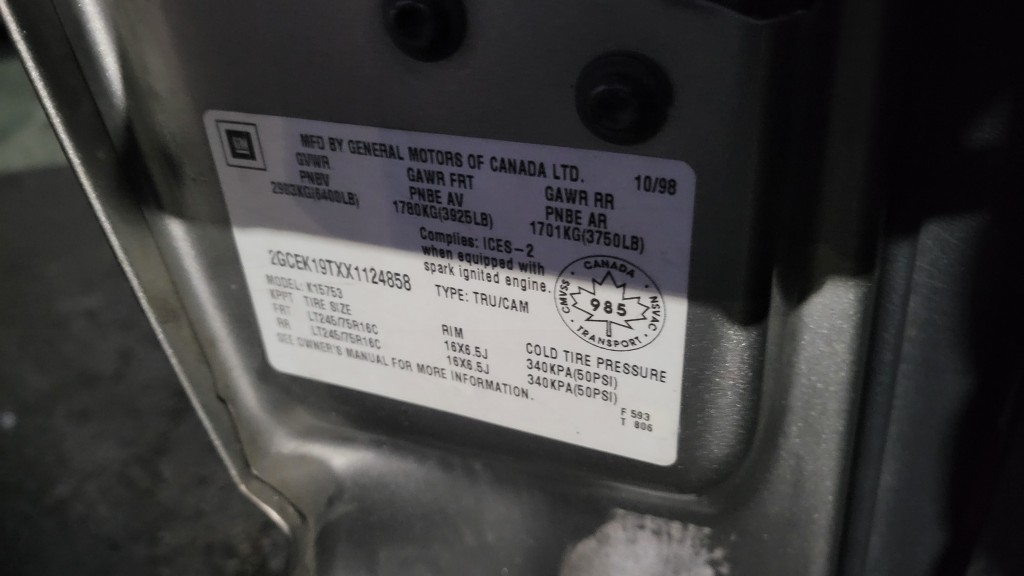 GM
MFD BY GENERAL MOTORS OF CANADA LTD. 10/98
GVWR GAWR FRT GAWR RR
PNBV PNBE AV PNBE AR
2903KG(6400LB) 1780KG(3925LB) 1701KG(3750LB)
Complies: ICES-2
when equipped with
spark ignited engine.
2GCEK19TXX1124858
TYPE: TRU/CAM
CANADA
CMVSS 985 NSVAC
TRANSPORT
MODEL: K15753
KPPT TIRE SIZE RIM COLD TIRE PRESSURE
FRT LT245/75R16C 16X6.5J 340KPA(50PSI)
RR LT245/75R16C 16X6.5J 340KPA(50PSI)
SEE OWNER'S MANUAL FOR MORE INFORMATION.
F 593
T 806